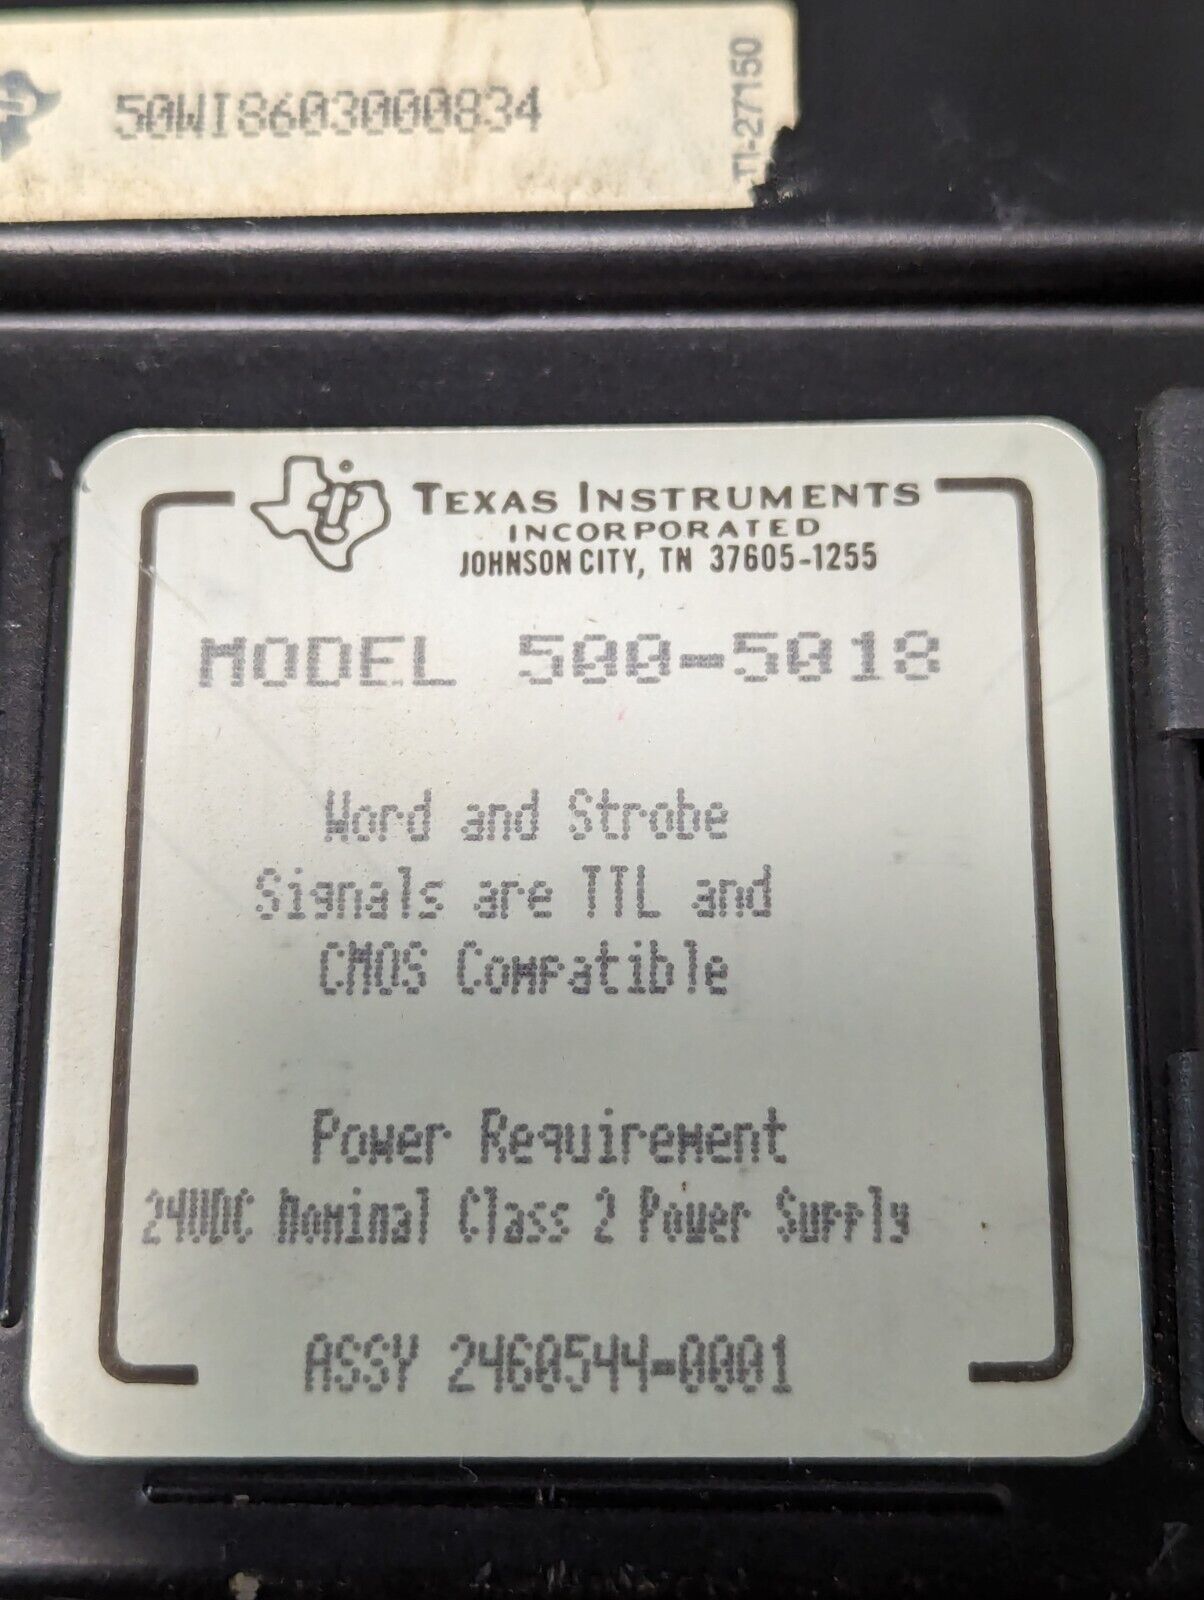 50WI8603000834
TI-27150
TEXAS INSTRUMENTS
INCORPORATED
JOHNSON CITY, TN 37605-1255
MODEL 500-5018
Word and Strobe
Signals are TTL and
CMOS Compatible
Power Requirement
24VDC Nominal Class 2 Power Supply
ASSY 2460544-0001